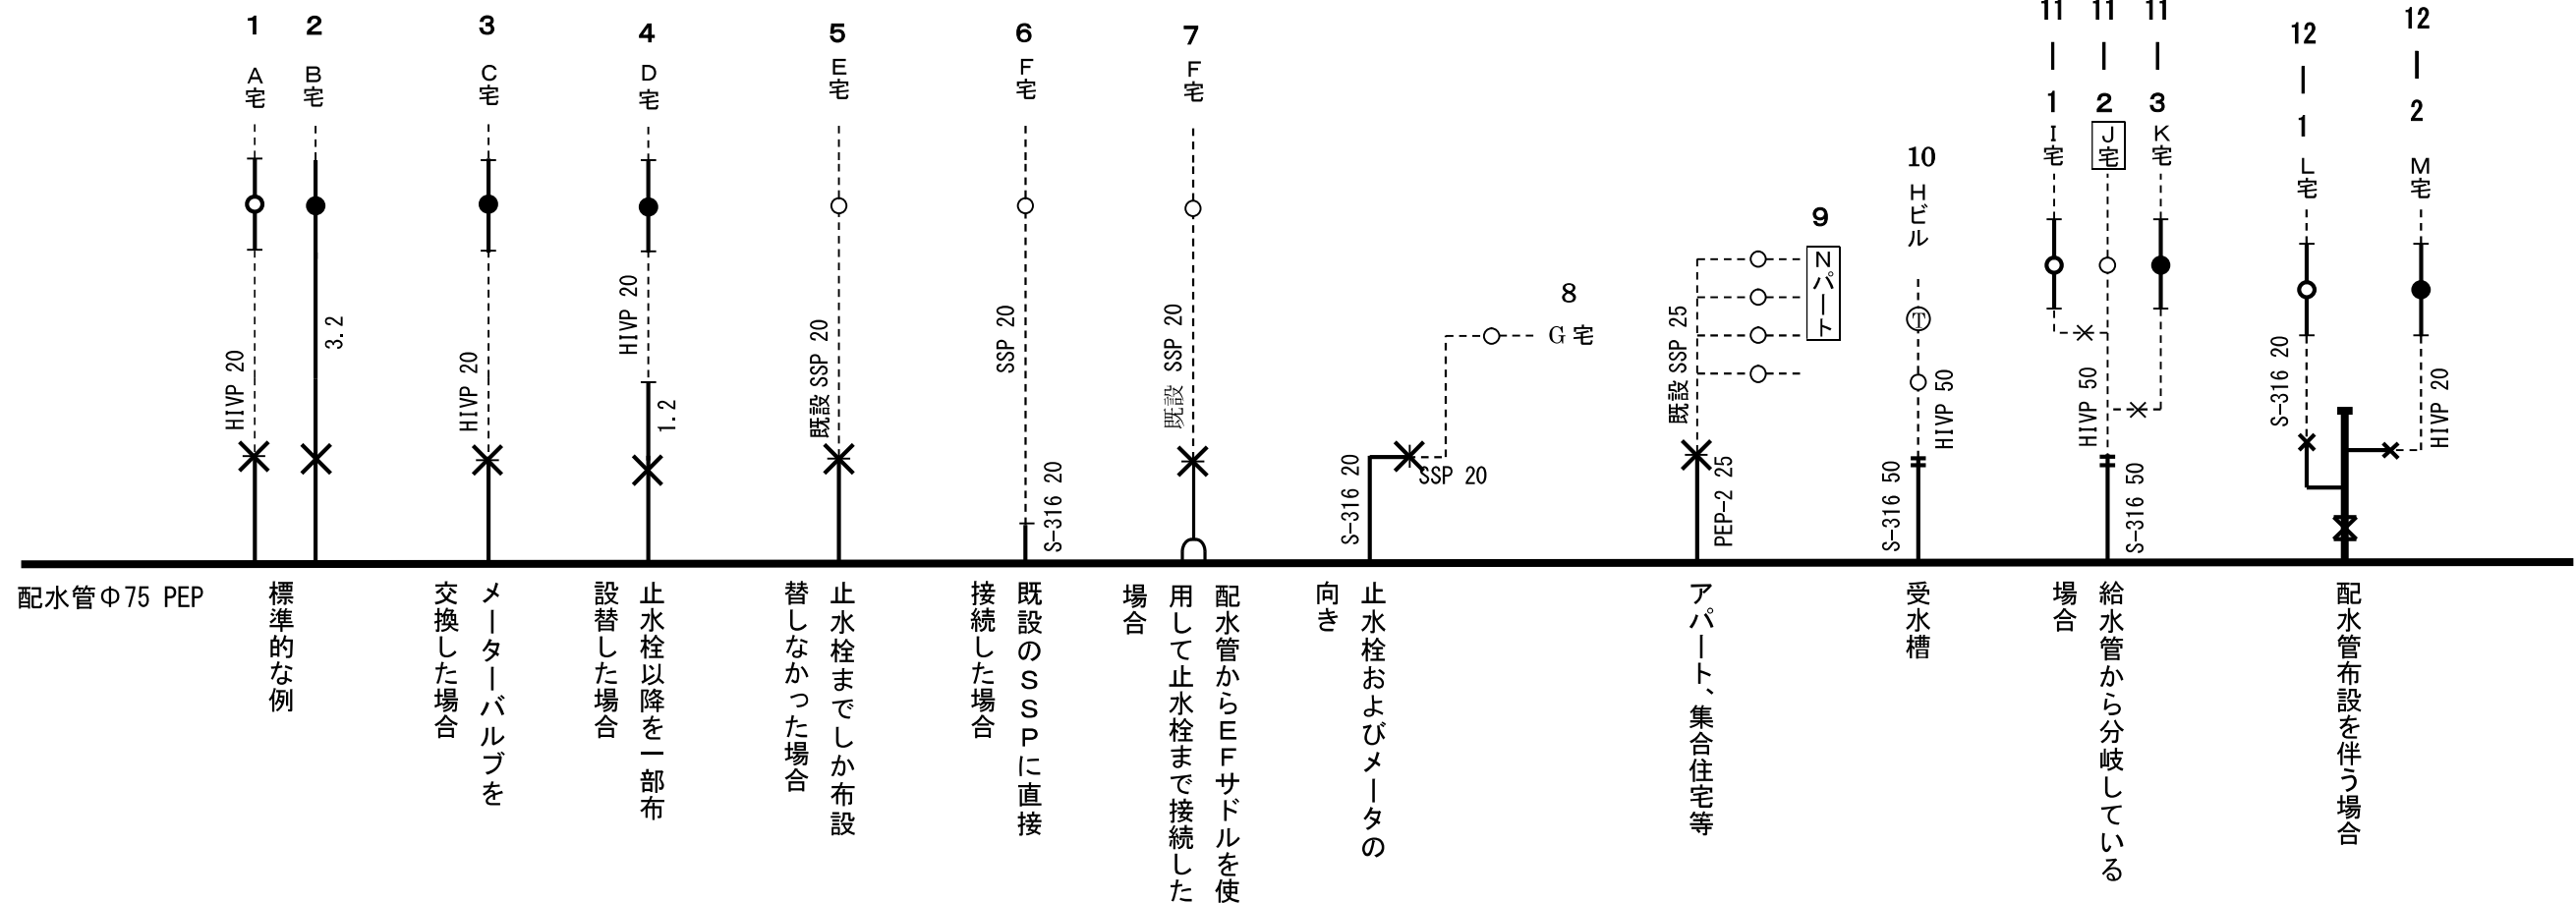 1
A宅
HIVP 20
2
B宅
3.2
3
C宅
HIVP 20
4
D宅
HIVP 20
1.2
5
E宅
既設 SSP 20
6
F宅
SSP 20
S-316 20
7
F宅
既設 SSP 20
8
G 宅
S-316 20
SSP 20
9
Nパート
既設 SSP 25
PEP-2 25
10
Hビル
T
HIVP 50
S-316 50
11-1
I宅
11-2
J宅
11-3
K宅
HIVP 50
S-316 50
12-1
L宅
S-316 20
12-2
M宅
HIVP 20
配水管Φ75 PEP
標準的な例
メーターバルブを
交換した場合
止水栓以降を一部布
設替した場合
止水栓までしか布設
替しなかった場合
既設のSSPに直接
接続した場合
配水管からEFサドルを使
用して止水栓まで接続した
場合
止水栓およびメータの
向き
アパート、集合住宅等
受水槽
給水管から分岐している
場合
配水管布設を伴う場合